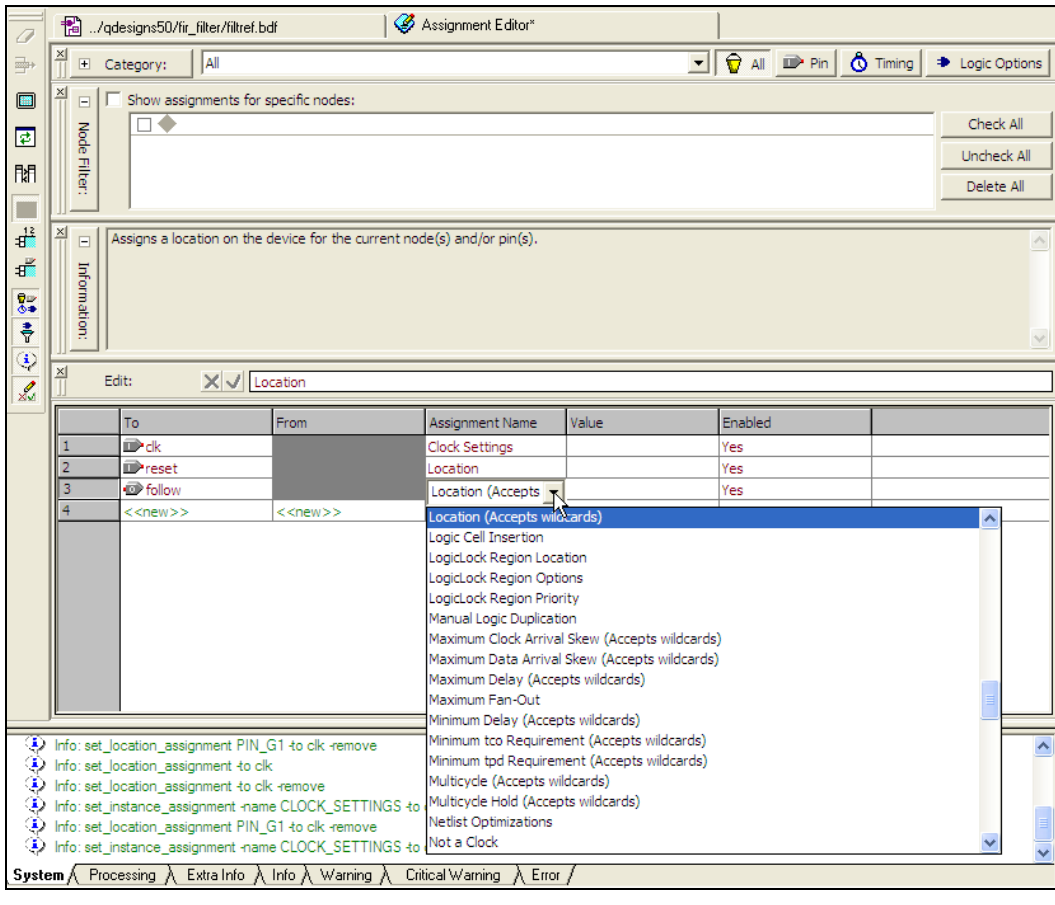 ../qdesigns50/fir_filter/filtref.bdf Assignment Editor*
Category: All All Pin Timing Logic Options
Show assignments for specific nodes:
Node Filter:
Check All
Uncheck All
Delete All
Information:
Assigns a location on the device for the current node(s) and/or pin(s).
Edit: Location
To From Assignment Name Value Enabled
1 clk Clock Settings Yes
2 reset Location Yes
3 follow Location (Accepts Yes
4 <<new>> <<new>>
Location (Accepts wildcards)
Logic Cell Insertion
LogicLock Region Location
LogicLock Region Options
LogicLock Region Priority
Manual Logic Duplication
Maximum Clock Arrival Skew (Accepts wildcards)
Maximum Data Arrival Skew (Accepts wildcards)
Maximum Delay (Accepts wildcards)
Maximum Fan-Out
Minimum Delay (Accepts wildcards)
Minimum tco Requirement (Accepts wildcards)
Minimum tpd Requirement (Accepts wildcards)
Multicycle (Accepts wildcards)
Multicycle Hold (Accepts wildcards)
Netlist Optimizations
Not a Clock
Info: set_location_assignment PIN_G1 -to clk -remove
Info: set_location_assignment -to clk
Info: set_location_assignment -to clk -remove
Info: set_instance_assignment -name CLOCK_SETTINGS -to
Info: set_location_assignment PIN_G1 -to clk -remove
Info: set_instance_assignment -name CLOCK_SETTINGS -to
System Processing Extra Info Info Warning Critical Warning Error